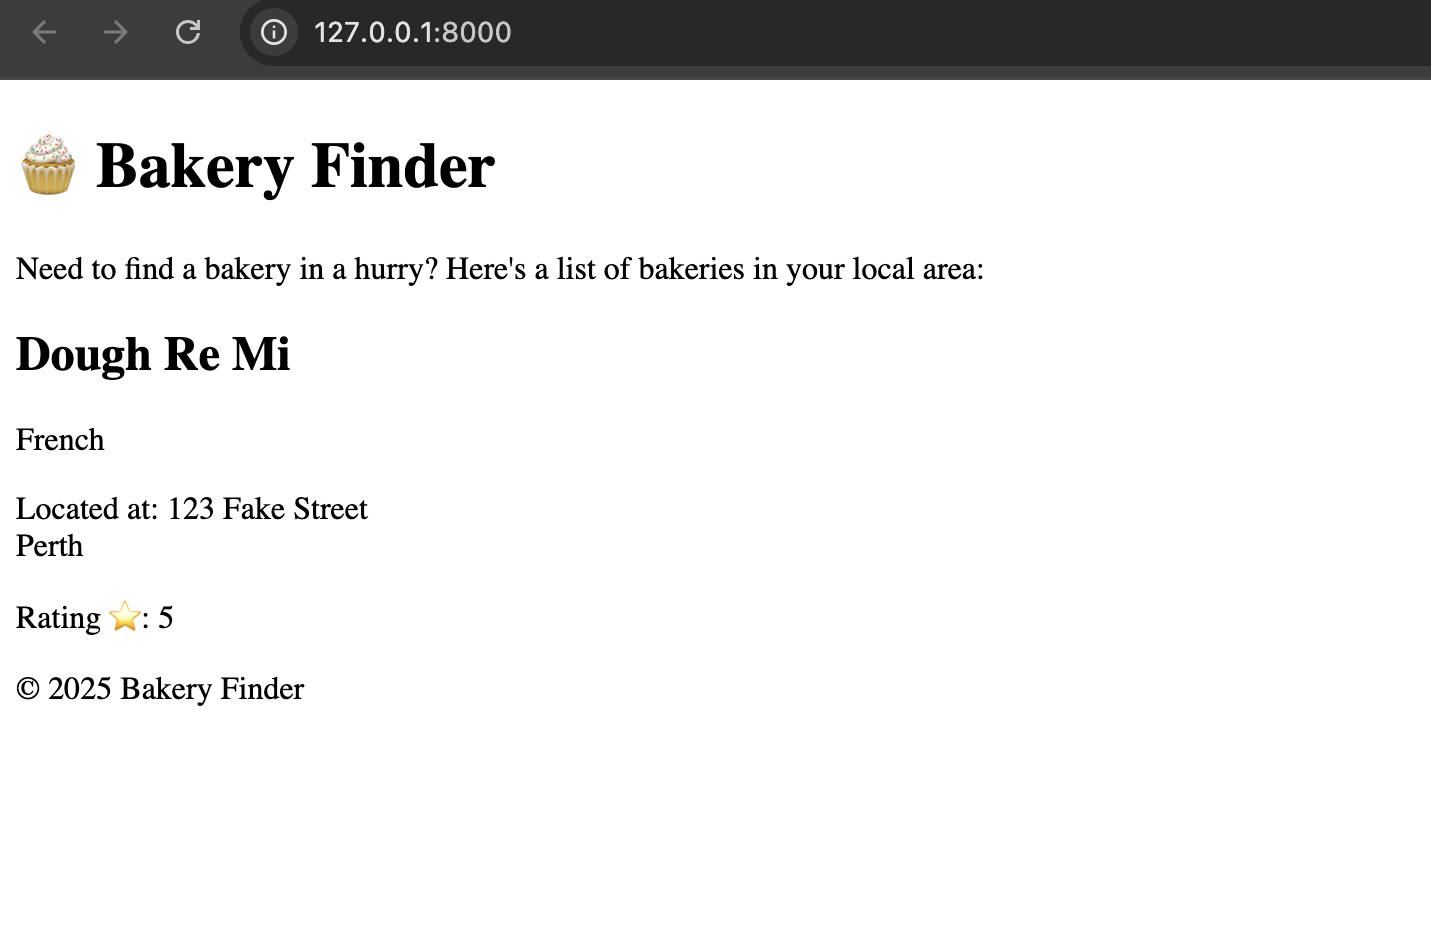 127.0.0.1:8000
🧁 Bakery Finder
Need to find a bakery in a hurry? Here's a list of bakeries in your local area:
Dough Re Mi
French
Located at: 123 Fake Street
Perth
Rating ⭐: 5
© 2025 Bakery Finder